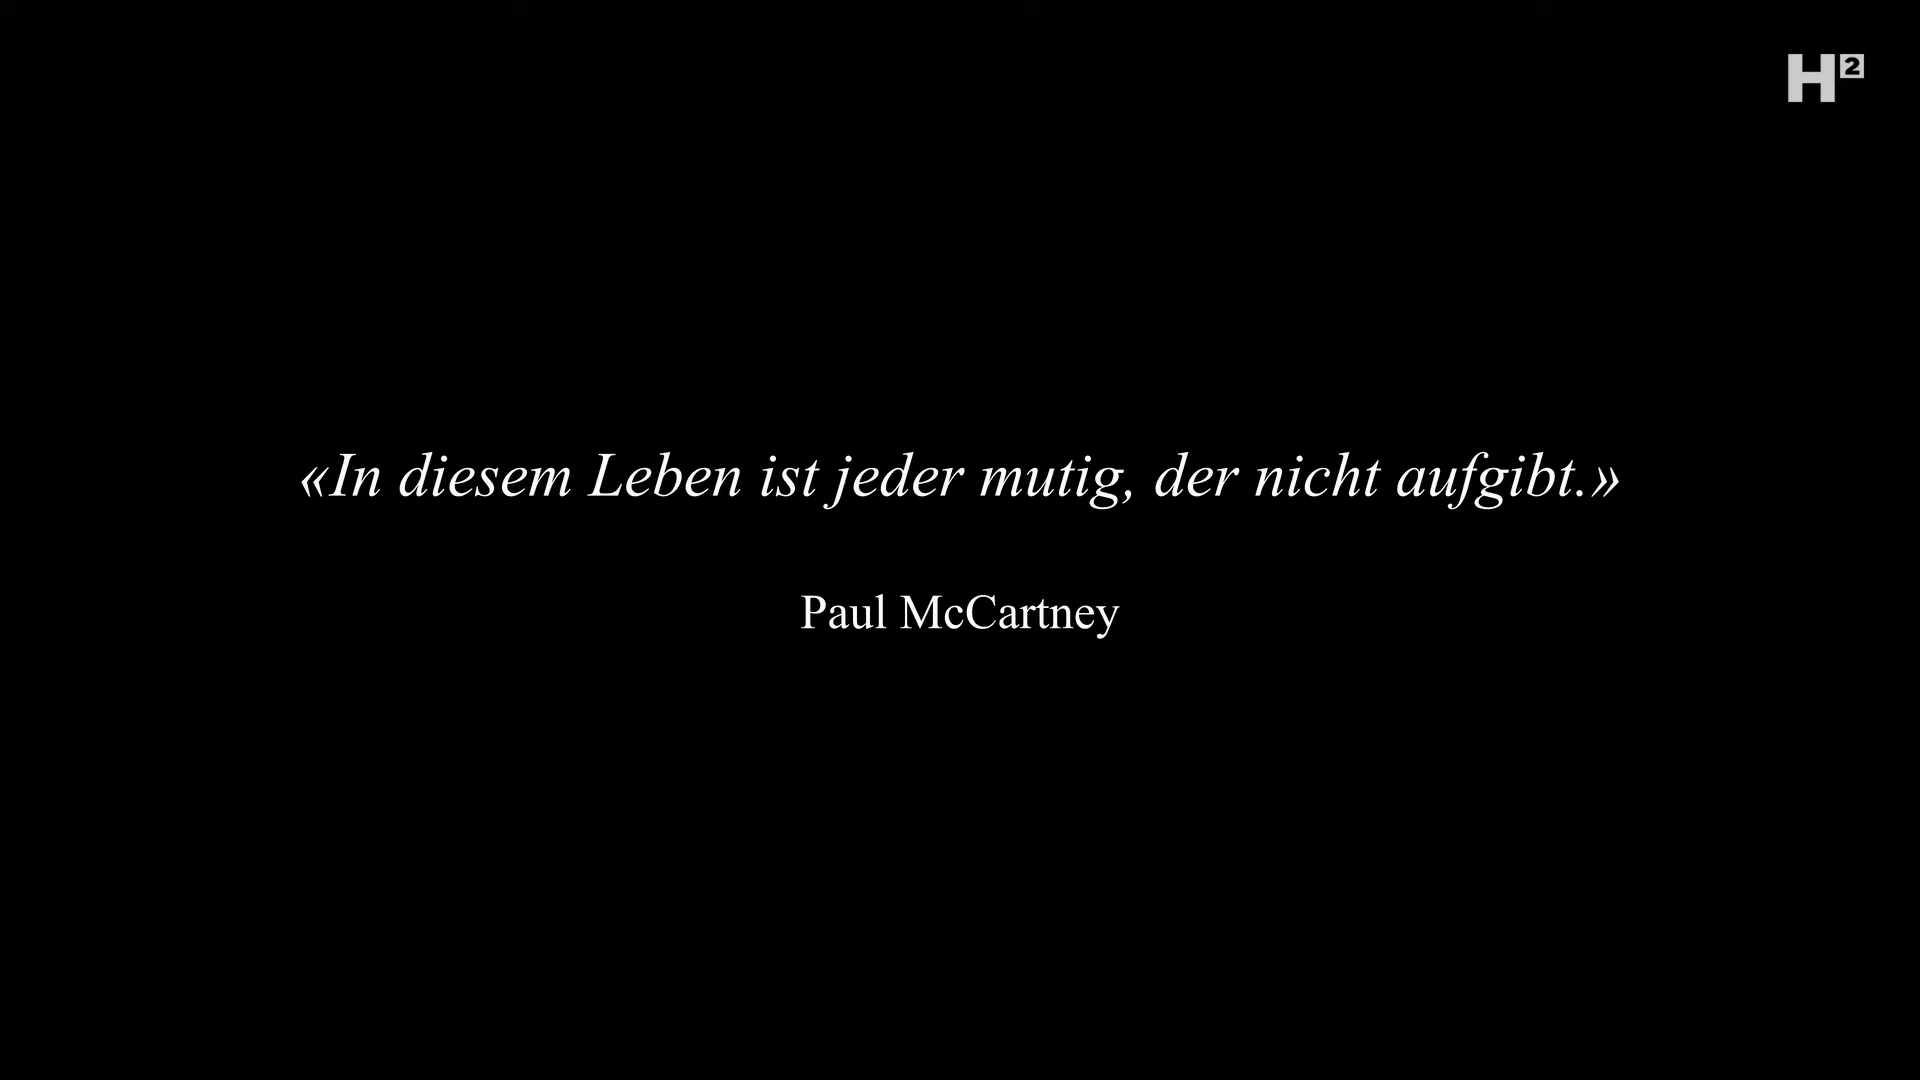 H²
«In diesem Leben ist jeder mutig, der nicht aufgibt.»
Paul McCartney